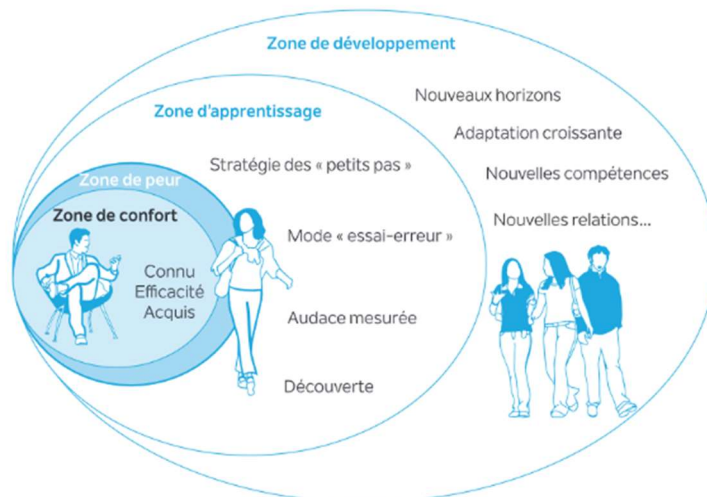 Zone de développement
Zone d'apprentissage
Zone de peur
Zone de confort
Connu
Efficacité
Acquis
Stratégie des « petits pas »
Mode « essai-erreur »
Audace mesurée
Découverte
Nouveaux horizons
Adaptation croissante
Nouvelles compétences
Nouvelles relations...